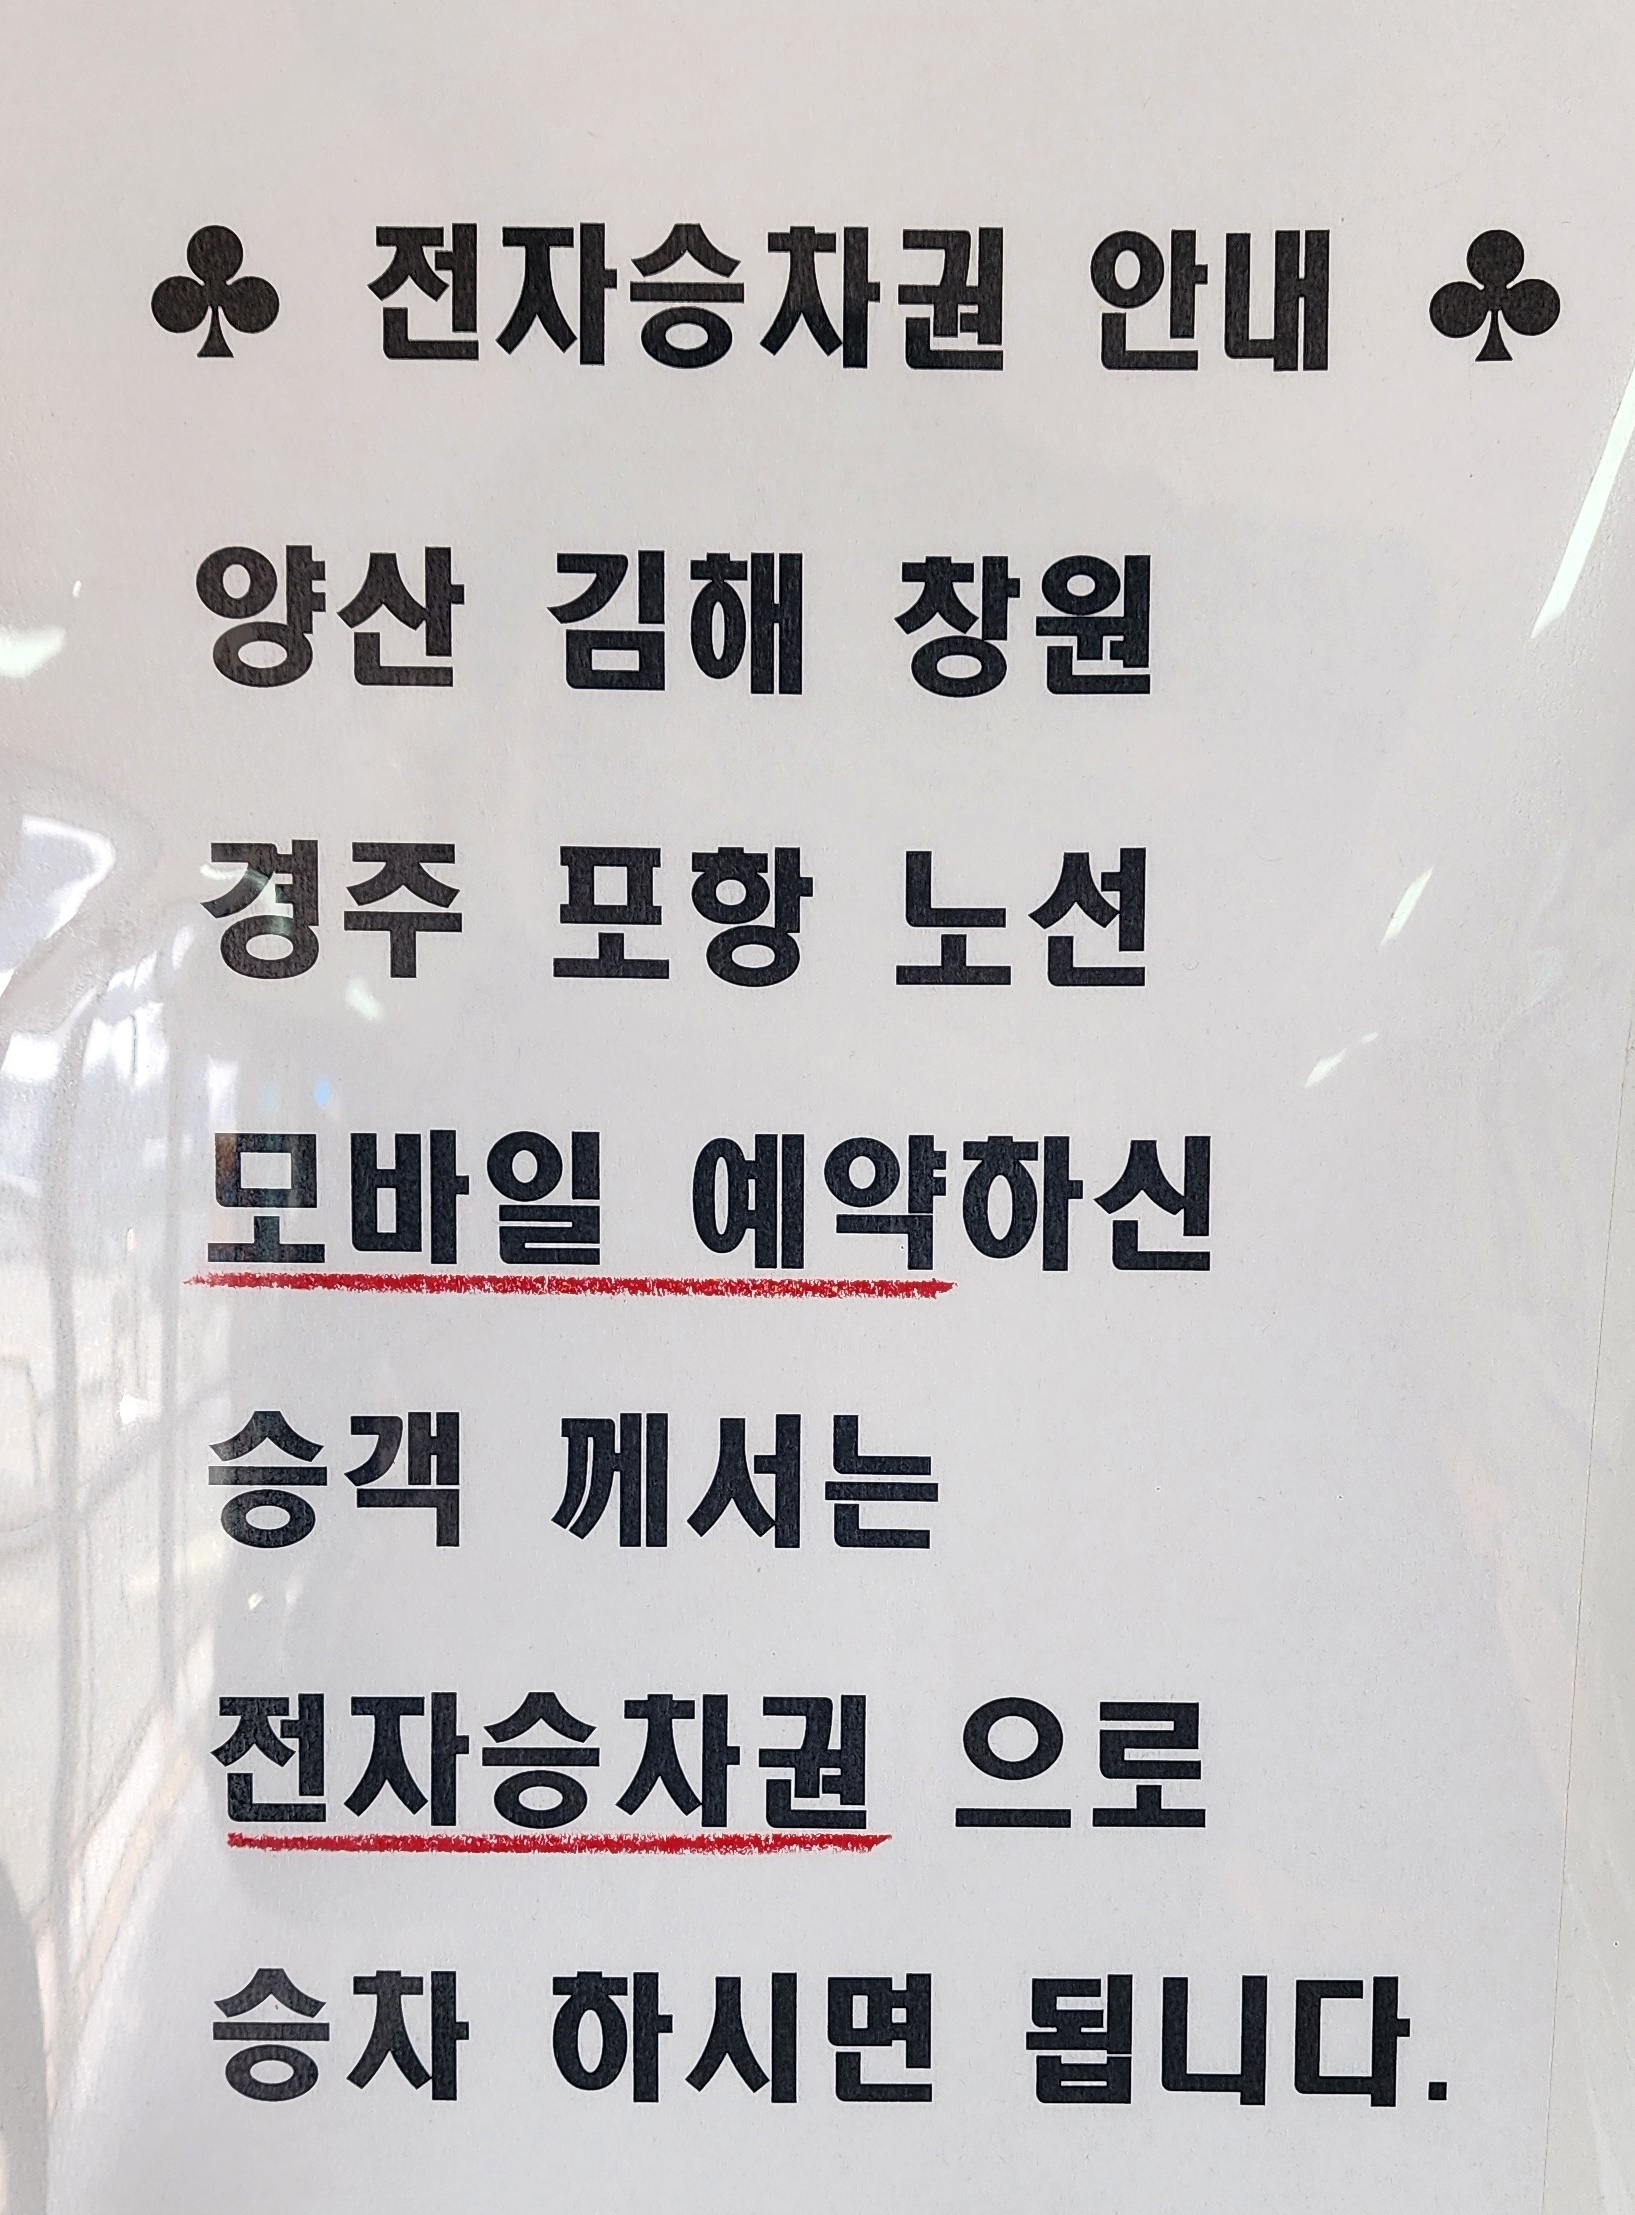 ♣ 전자승차권 안내 ♣
양산 김해 창원
경주 포항 노선
모바일 예약하신
승객 께서는
전자승차권 으로
승차 하시면 됩니다.